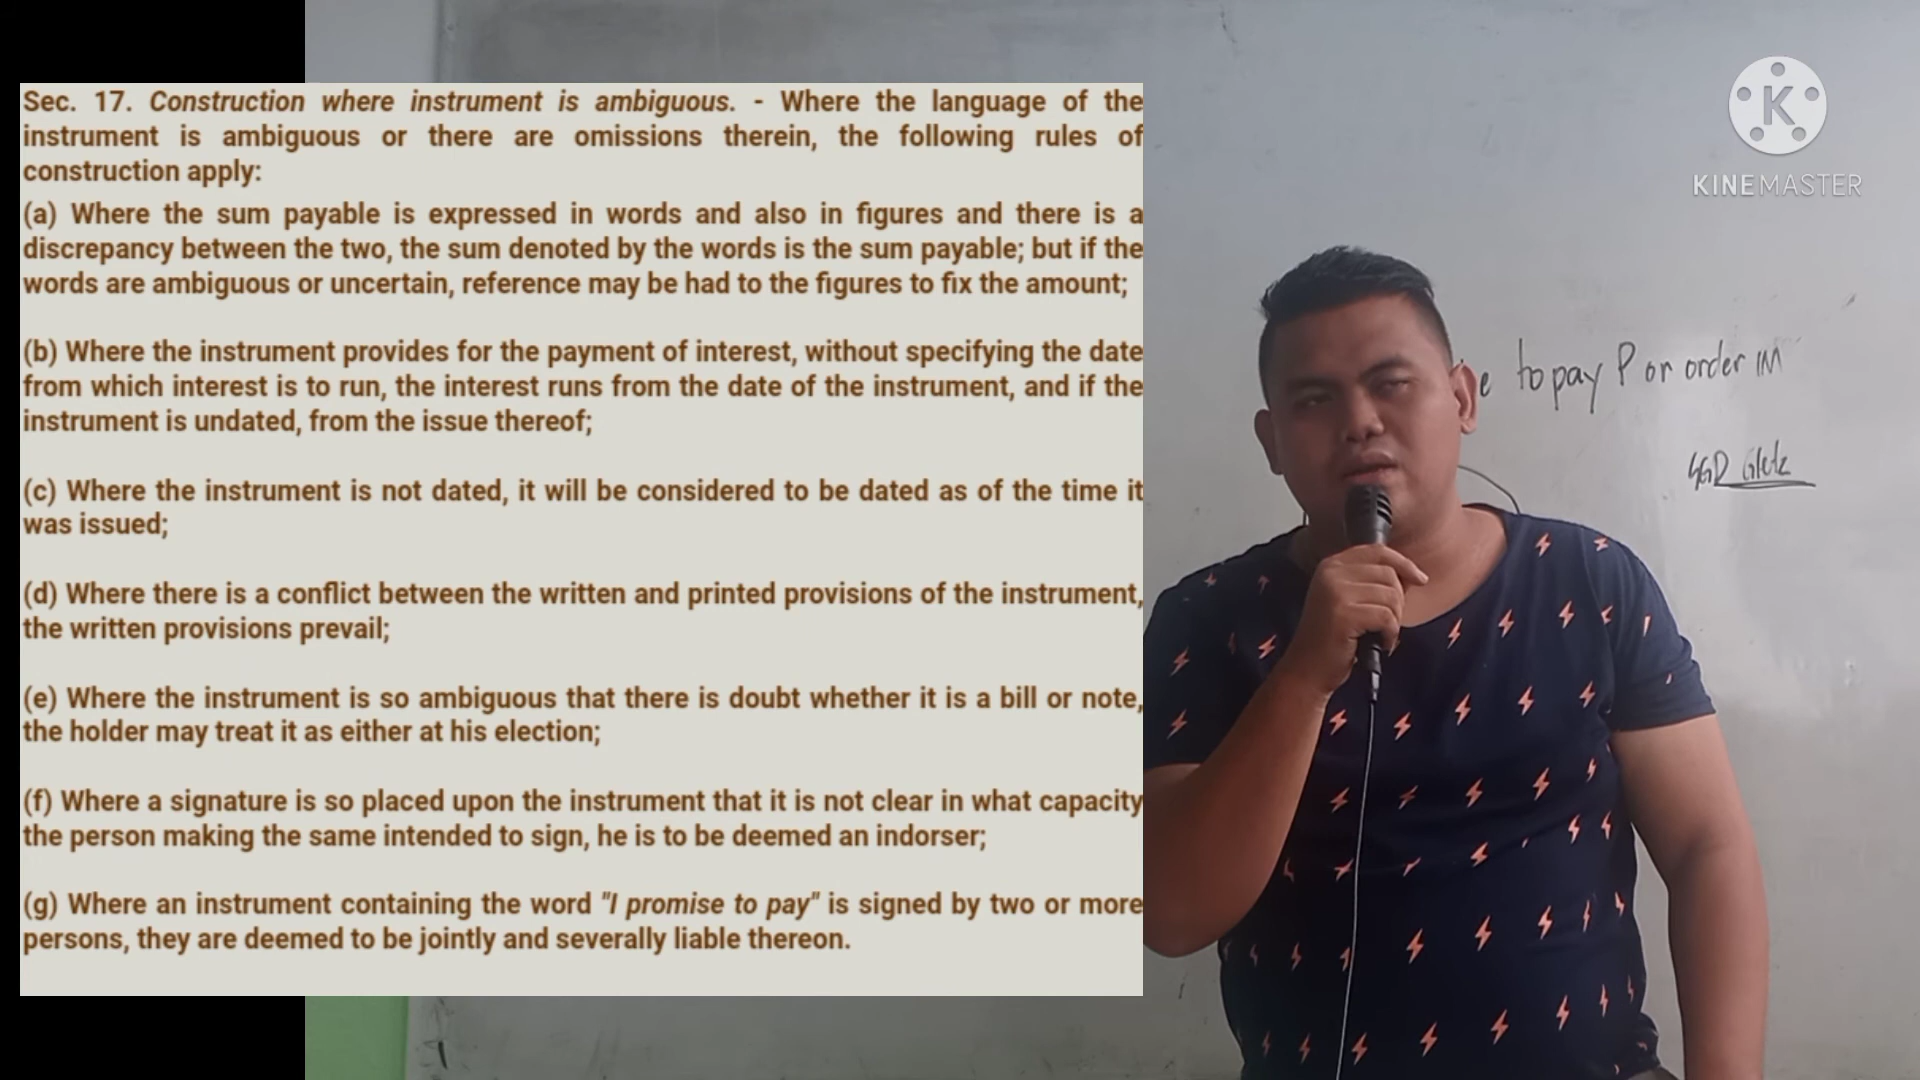 Sec. 17. Construction where instrument is ambiguous. - Where the language of the
instrument is ambiguous or there are omissions therein, the following rules of
construction apply:
(a) Where the sum payable is expressed in words and also in figures and there is a
discrepancy between the two, the sum denoted by the words is the sum payable; but if the
words are ambiguous or uncertain, reference may be had to the figures to fix the amount;
(b) Where the instrument provides for the payment of interest, without specifying the date
from which interest is to run, the interest runs from the date of the instrument, and if the
instrument is undated, from the issue thereof;
(c) Where the instrument is not dated, it will be considered to be dated as of the time it
was issued;
(d) Where there is a conflict between the written and printed provisions of the instrument,
the written provisions prevail;
(e) Where the instrument is so ambiguous that there is doubt whether it is a bill or note,
the holder may treat it as either at his election;
(f) Where a signature is so placed upon the instrument that it is not clear in what capacity
the person making the same intended to sign, he is to be deemed an indorser;
(g) Where an instrument containing the word "I promise to pay" is signed by two or more
persons, they are deemed to be jointly and severally liable thereon.
K
KINEMASTER
e to pay P or order 1M
SGD